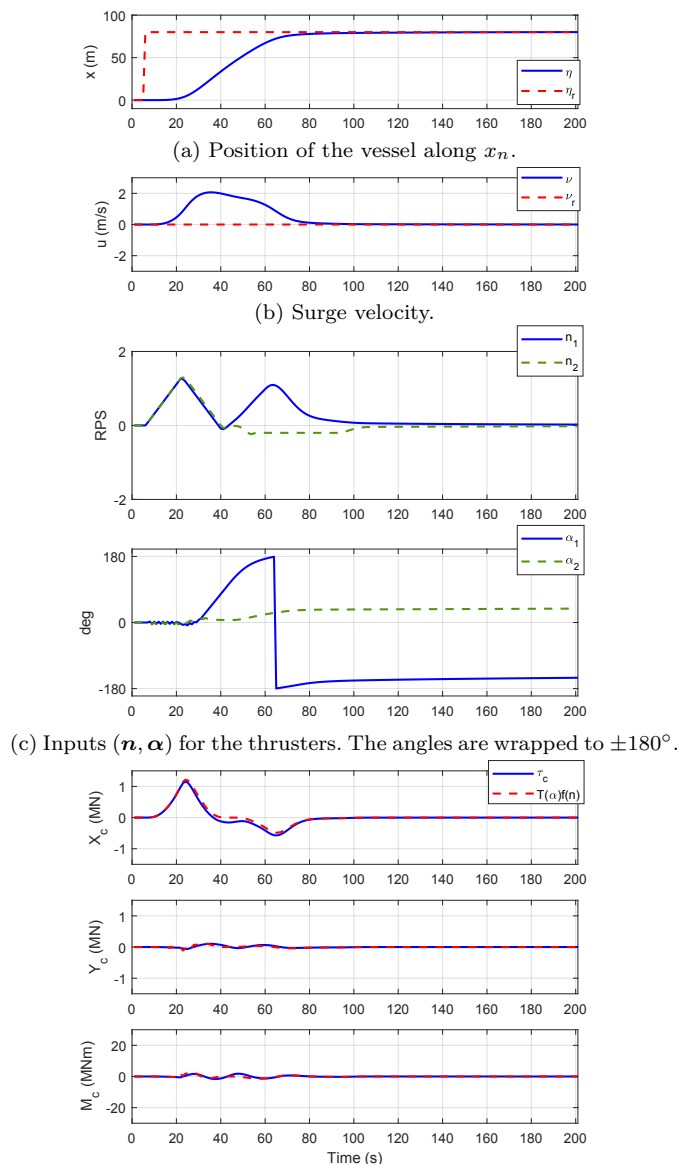 100
50
0
x (m)
η
η_r
0 20 40 60 80 100 120 140 160 180 200
(a) Position of the vessel along x_n.
2
0
-2
u (m/s)
ν
ν_r
0 20 40 60 80 100 120 140 160 180 200
(b) Surge velocity.
2
0
-2
RPS
n_1
n_2
0 20 40 60 80 100 120 140 160 180 200
180
0
-180
deg
α_1
α_2
0 20 40 60 80 100 120 140 160 180 200
(c) Inputs (n, α) for the thrusters. The angles are wrapped to ±180°.
1
0
-1
X_c (MN)
τ_c
T(α)f(n)
0 20 40 60 80 100 120 140 160 180 200
1
0
-1
Y_c (MN)
0 20 40 60 80 100 120 140 160 180 200
20
0
-20
M_c (MNm)
0 20 40 60 80 100 120 140 160 180 200
Time (s)